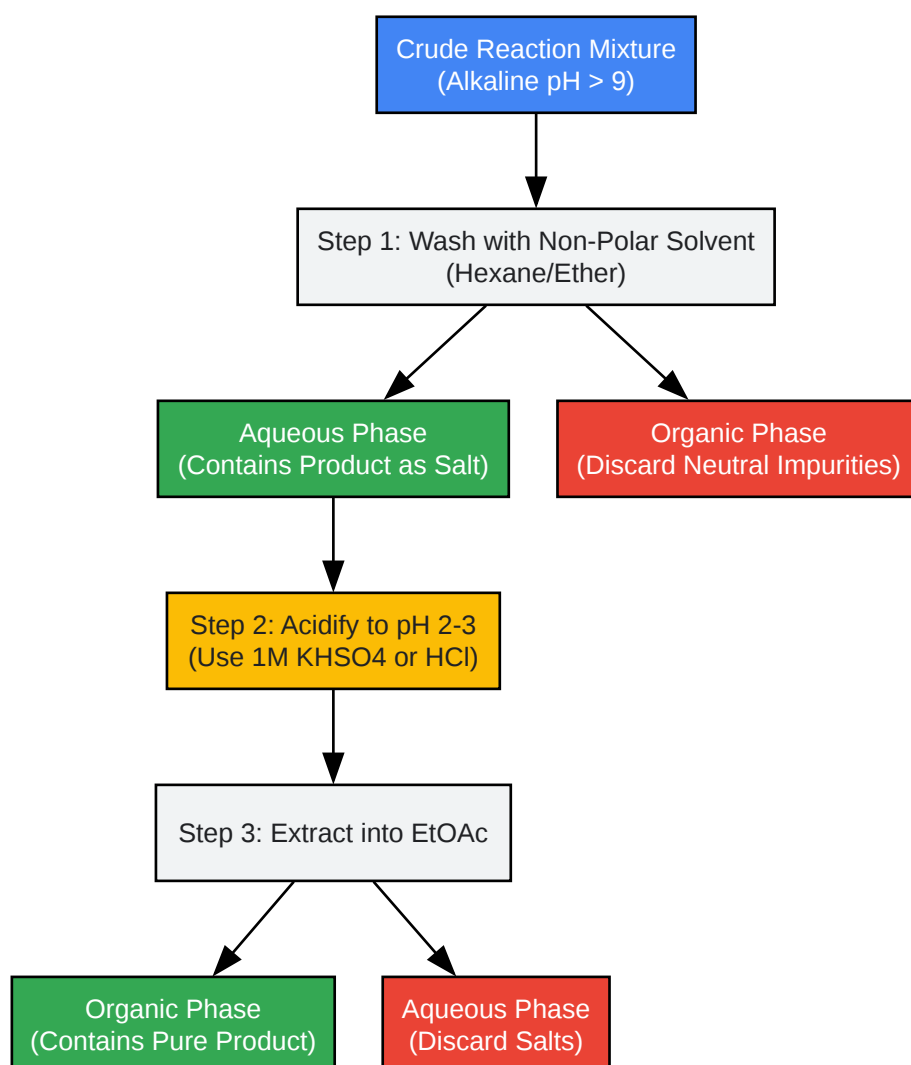 Crude Reaction Mixture
(Alkaline pH > 9)
Step 1: Wash with Non-Polar Solvent
(Hexane/Ether)
Aqueous Phase
(Contains Product as Salt)
Organic Phase
(Discard Neutral Impurities)
Step 2: Acidify to pH 2-3
(Use 1M KHSO4 or HCl)
Step 3: Extract into EtOAc
Organic Phase
(Contains Pure Product)
Aqueous Phase
(Discard Salts)